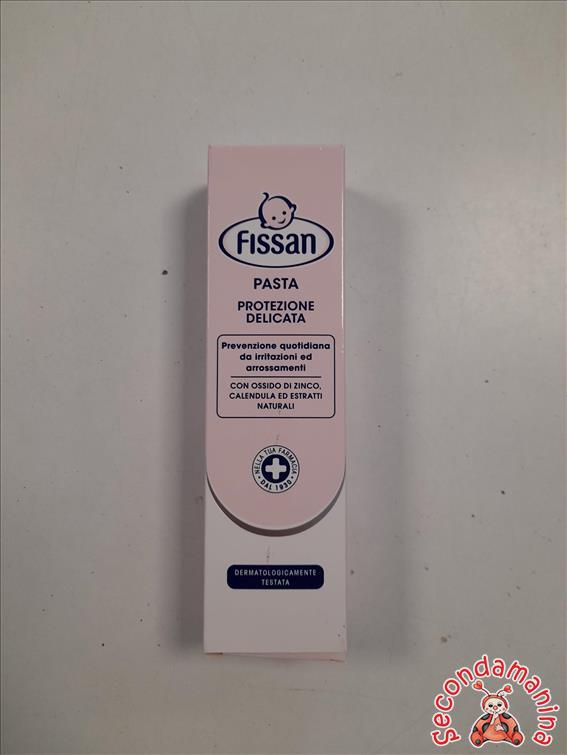 Fissan
PASTA
PROTEZIONE
DELICATA
Prevenzione quotidiana
da irritazioni ed
arrossamenti
CON OSSIDO DI ZINCO,
CALENDULA ED ESTRATTI
NATURALI
NELLA TUA FARMACIA
DAL 1930
DERMATOLOGICAMENTE
TESTATA
secondamanina